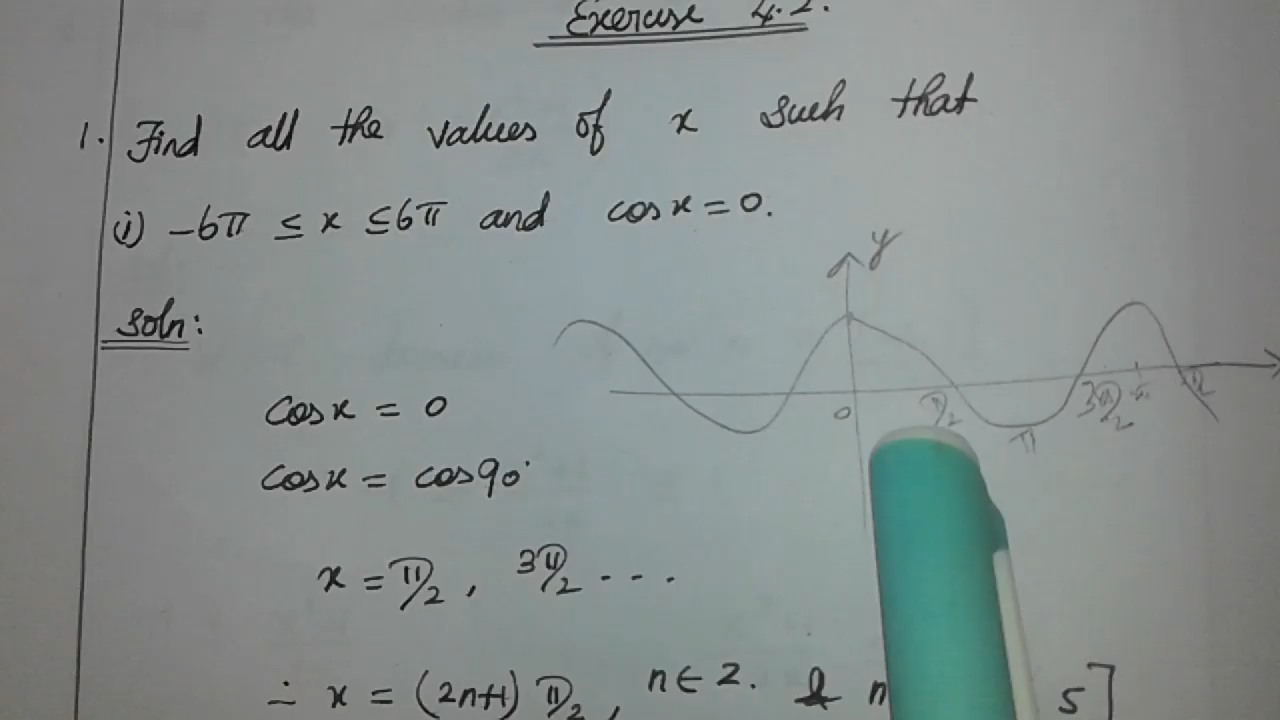 Exercise 4.2.
1. Find all the values of x such that
(i) -6π ≤ x ≤ 6π and cos x = 0.
Soln:
y
0 π/2 π 3π/2
cos x = 0
cos x = cos 90°
x = π/2, 3π/2 ....
∴ x = (2n+1) π/2, n ∈ Z. & n 5]